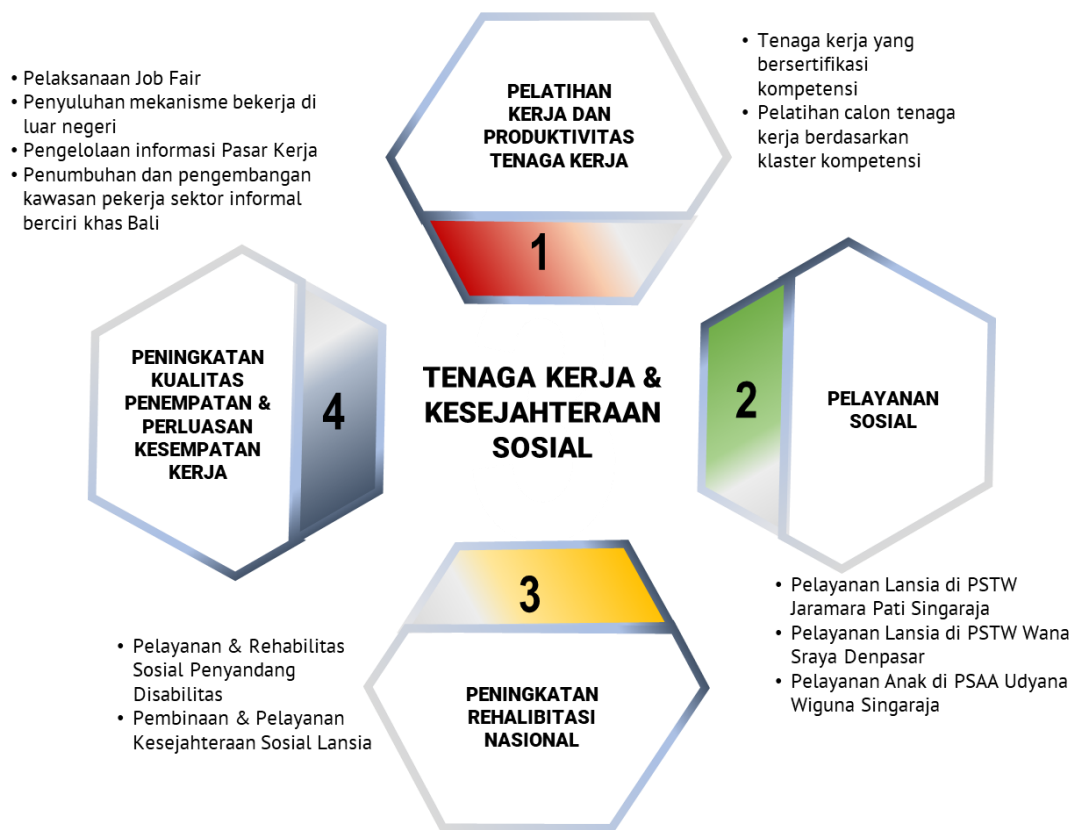 PELATIHAN
KERJA DAN
PRODUKTIVITAS
TENAGA KERJA
1
• Tenaga kerja yang
bersertifikasi
kompetensi
• Pelatihan calon tenaga
kerja berdasarkan
klaster kompetensi
• Pelaksanaan Job Fair
• Penyuluhan mekanisme bekerja di
luar negeri
• Pengelolaan informasi Pasar Kerja
• Penumbuhan dan pengembangan
kawasan pekerja sektor informal
berciri khas Bali
PENINGKATAN
KUALITAS
PENEMPATAN &
PERLUASAN
KESEMPATAN
KERJA
4
TENAGA KERJA &
KESEJAHTERAAN
SOSIAL
2
PELAYANAN
SOSIAL
• Pelayanan Lansia di PSTW
Jaramara Pati Singaraja
• Pelayanan Lansia di PSTW Wana
Sraya Denpasar
• Pelayanan Anak di PSAA Udyana
Wiguna Singaraja
3
PENINGKATAN
REHALIBITASI
NASIONAL
• Pelayanan & Rehabilitas
Sosial Penyandang
Disabilitas
• Pembinaan & Pelayanan
Kesejahteraan Sosial Lansia